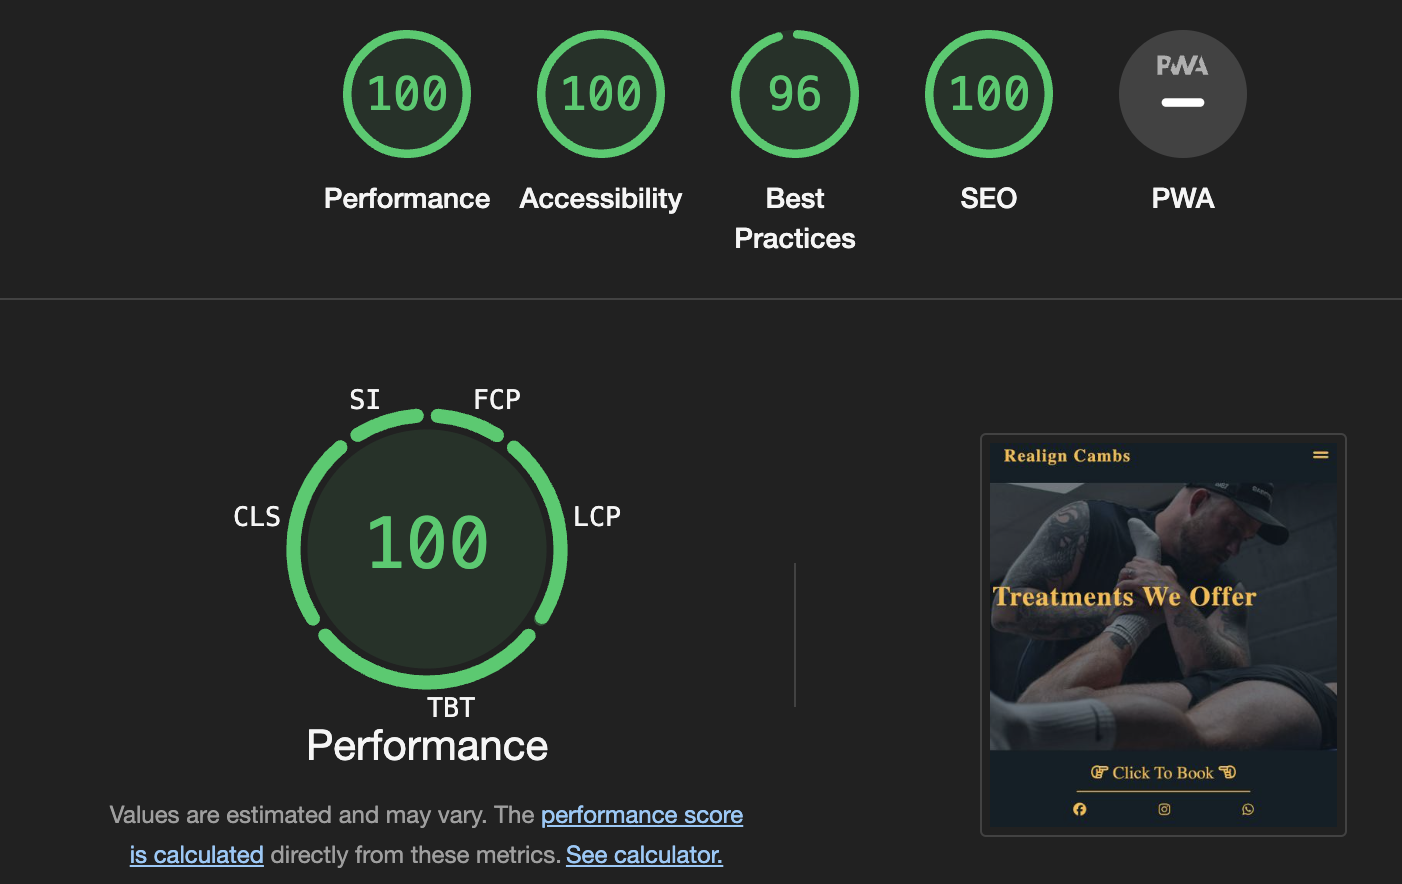 100
100
96
100
PWA
Performance
Accessibility
Best
Practices
SEO
PWA
SI
FCP
CLS
LCP
100
TBT
Performance
Values are estimated and may vary. The performance score
is calculated directly from these metrics. See calculator.
Realign Cambs
Treatments We Offer
Click To Book